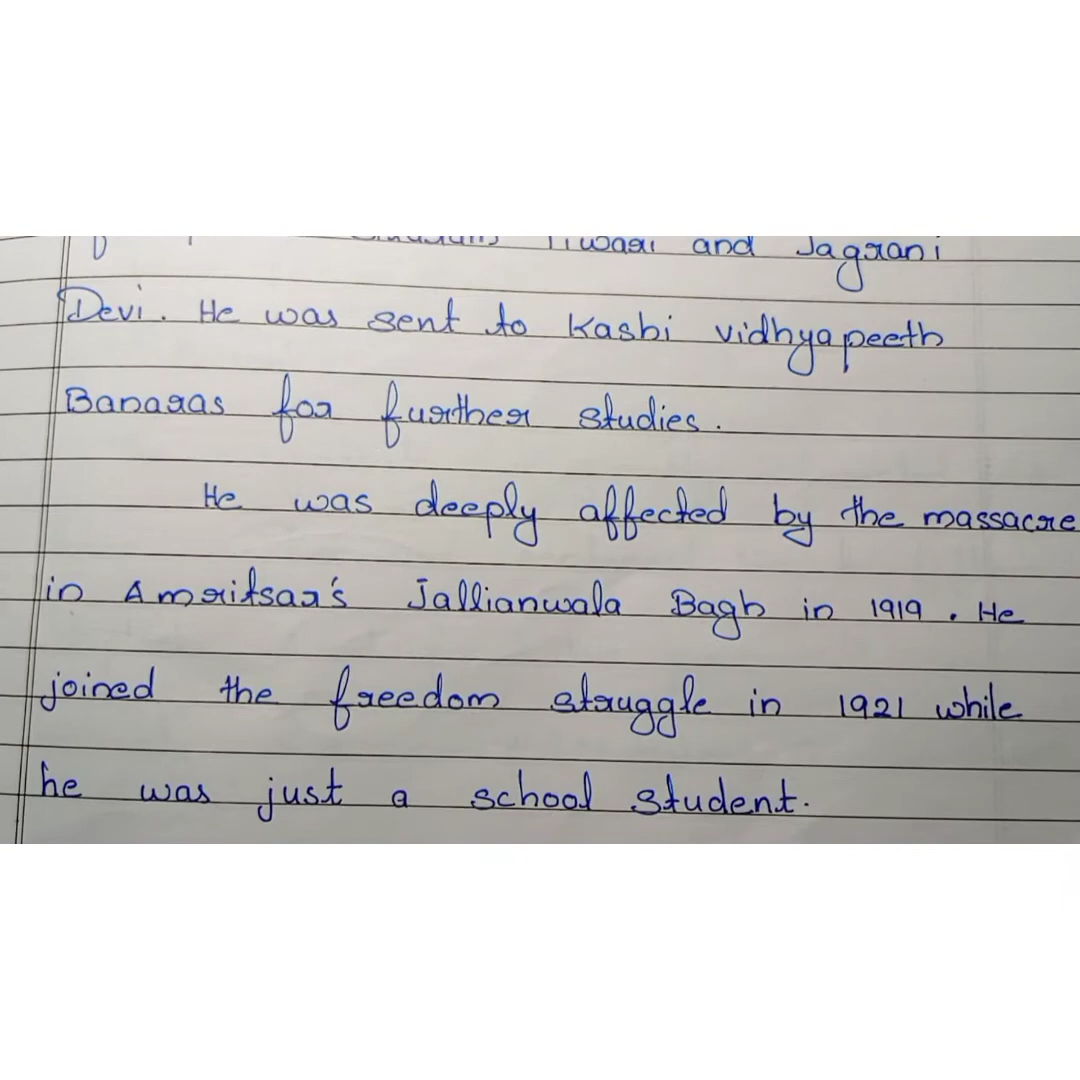 Tiwari and Jagrani
Devi. He was sent to Kashi vidhyapeeth
Banaras for further studies.
He was deeply affected by the massacre
in Amritsar's Jallianwala Bagh in 1919. He
joined the freedom struggle in 1921 while
he was just a school student.